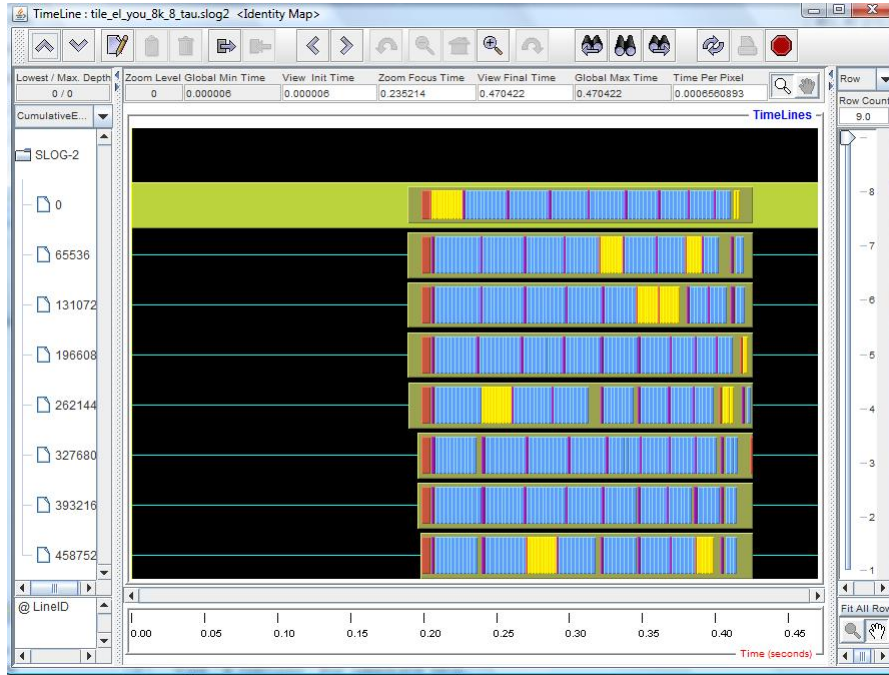 TimeLine : tile_el_you_8k_8_tau.slog2 <Identity Map>
Lowest / Max. Depth Zoom Level Global Min Time View Init Time Zoom Focus Time View Final Time Global Max Time Time Per Pixel Row
0 / 0 0 0.000006 0.000006 0.235214 0.470422 0.470422 0.0006560893 Row Count
CumulativeE... 9.0
TimeLines
SLOG-2
0 8
65536 7
131072 6
196608 5
262144 4
327680 3
393216 2
458752 1
@ LineID Fit All Row
0.00 0.05 0.10 0.15 0.20 0.25 0.30 0.35 0.40 0.45
Time (seconds)